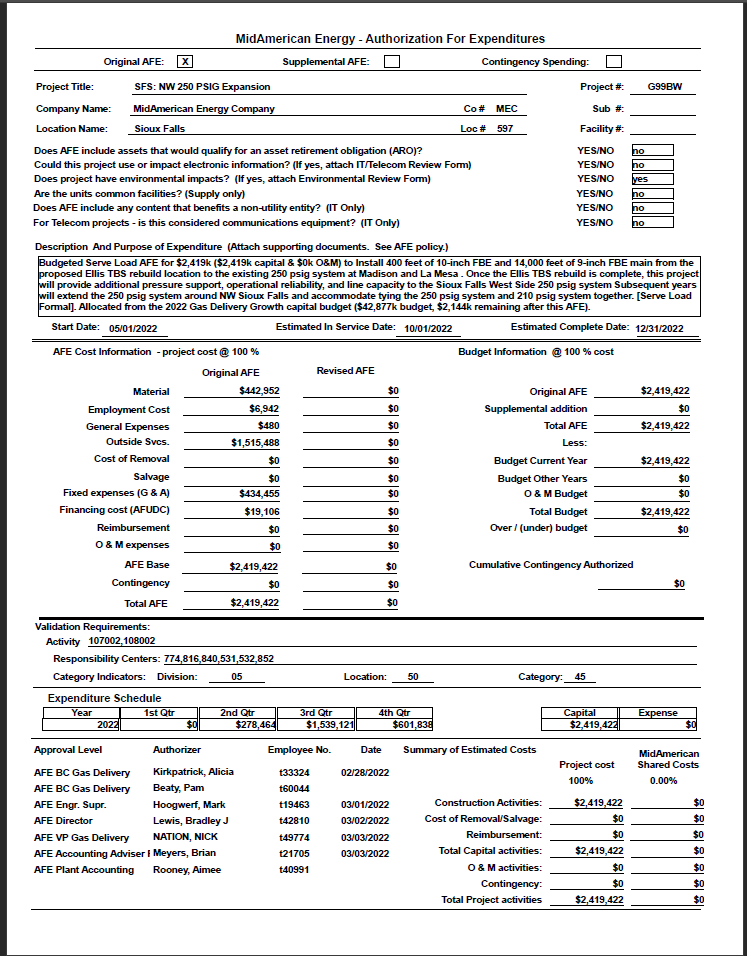 MidAmerican Energy - Authorization For Expenditures
Original AFE: X Supplemental AFE: Contingency Spending:
Project Title: SFS: NW 250 PSIG Expansion Project #: G99BW
Company Name: MidAmerican Energy Company Co # MEC Sub #:
Location Name: Sioux Falls Loc # 597 Facility #:
Does AFE include assets that would qualify for an asset retirement obligation (ARO)? YES/NO no
Could this project use or impact electronic information? (If yes, attach IT/Telecom Review Form) YES/NO no
Does project have environmental impacts? (If yes, attach Environmental Review Form) YES/NO yes
Are the units common facilities? (Supply only) YES/NO no
Does AFE include any content that benefits a non-utility entity? (IT Only) YES/NO no
For Telecom projects - is this considered communications equipment? (IT Only) YES/NO no
Description And Purpose of Expenditure (Attach supporting documents. See AFE policy.)
Budgeted Serve Load AFE for $2,419k ($2,419k capital & $0k O&M) to Install 400 feet of 10-inch FBE and 14,000 feet of 9-inch FBE main from the
proposed Ellis TBS rebuild location to the existing 250 psig system at Madison and La Mesa . Once the Ellis TBS rebuild is complete, this project
will provide additional pressure support, operational reliability, and line capacity to the Sioux Falls West Side 250 psig system Subsequent years
will extend the 250 psig system around NW Sioux Falls and accommodate tying the 250 psig system and 210 psig system together. [Serve Load
Formal]. Allocated from the 2022 Gas Delivery Growth capital budget ($42,877k budget, $2,144k remaining after this AFE).
Start Date: 05/01/2022 Estimated In Service Date: 10/01/2022 Estimated Complete Date: 12/31/2022
AFE Cost Information - project cost @ 100 % Budget Information @ 100 % cost
Original AFE Revised AFE
Material $442,952 $0 Original AFE $2,419,422
Employment Cost $6,942 $0 Supplemental addition $0
General Expenses $480 $0 Total AFE $2,419,422
Outside Svcs. $1,515,488 $0 Less:
Cost of Removal $0 $0 Budget Current Year $2,419,422
Salvage $0 $0 Budget Other Years $0
Fixed expenses (G & A) $434,455 $0 O & M Budget $0
Financing cost (AFUDC) $19,106 $0 Total Budget $2,419,422
Reimbursement $0 $0 Over / (under) budget $0
O & M expenses $0 $0
AFE Base $2,419,422 $0 Cumulative Contingency Authorized
Contingency $0 $0 $0
Total AFE $2,419,422 $0
Validation Requirements:
Activity 107002,108002
Responsibility Centers: 774,816,840,531,532,852
Category Indicators: Division: 05 Location: 50 Category: 45
Expenditure Schedule
Year 1st Qtr 2nd Qtr 3rd Qtr 4th Qtr Capital Expense
2022 $0 $278,464 $1,539,121 $601,838 $2,419,422 $0
Approval Level Authorizer Employee No. Date Summary of Estimated Costs
Project cost MidAmerican Shared Costs
100% 0.00%
AFE BC Gas Delivery Kirkpatrick, Alicia t33324 02/28/2022
AFE BC Gas Delivery Beaty, Pam t60044
AFE Engr. Supr. Hoogwerf, Mark t19463 03/01/2022 Construction Activities: $2,419,422 $0
AFE Director Lewis, Bradley J t42810 03/02/2022 Cost of Removal/Salvage: $0 $0
AFE VP Gas Delivery NATION, NICK t49774 03/03/2022 Reimbursement: $0 $0
AFE Accounting Adviser Meyers, Brian t21705 03/03/2022 Total Capital activities: $2,419,422 $0
AFE Plant Accounting Rooney, Aimee t40991 O & M activities: $0 $0
Contingency: $0 $0
Total Project activities $2,419,422 $0